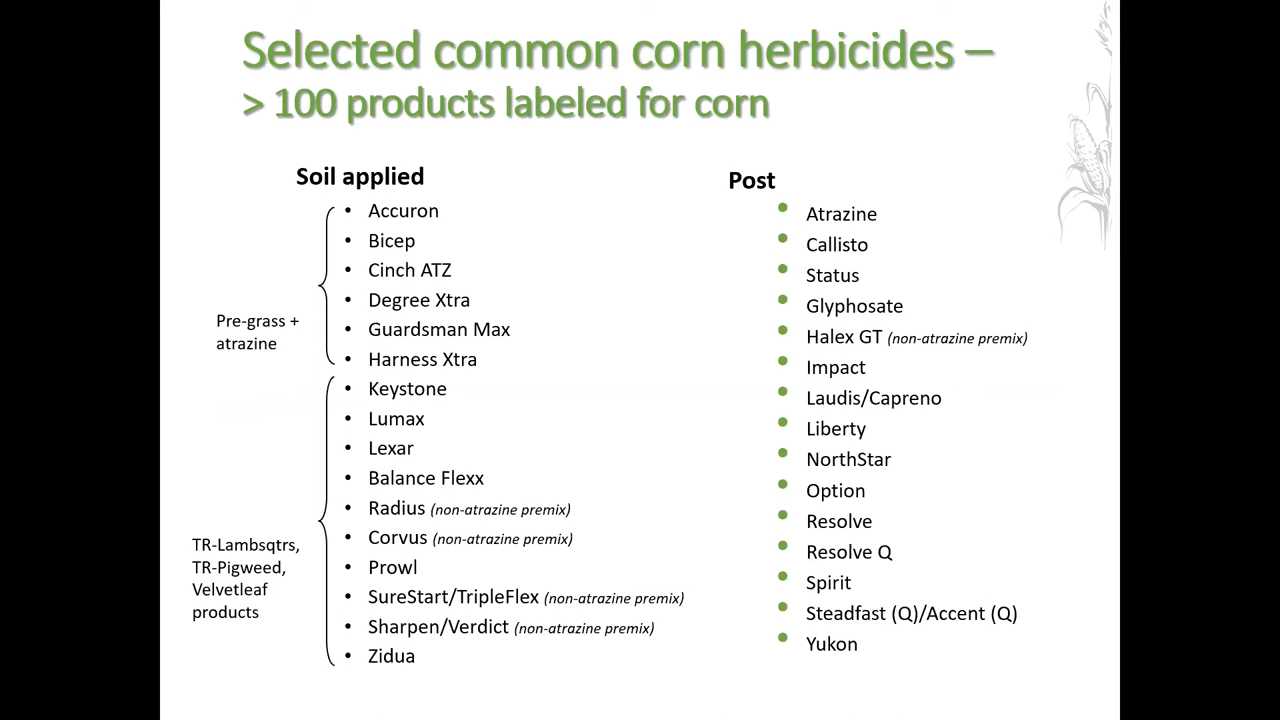 Selected common corn herbicides –
> 100 products labeled for corn
Soil applied
Pre-grass +
atrazine
• Accuron
• Bicep
• Cinch ATZ
• Degree Xtra
• Guardsman Max
• Harness Xtra
TR-Lambsqtrs,
TR-Pigweed,
Velvetleaf
products
• Keystone
• Lumax
• Lexar
• Balance Flexx
• Radius (non-atrazine premix)
• Corvus (non-atrazine premix)
• Prowl
• SureStart/TripleFlex (non-atrazine premix)
• Sharpen/Verdict (non-atrazine premix)
• Zidua
Post
• Atrazine
• Callisto
• Status
• Glyphosate
• Halex GT (non-atrazine premix)
• Impact
• Laudis/Capreno
• Liberty
• NorthStar
• Option
• Resolve
• Resolve Q
• Spirit
• Steadfast (Q)/Accent (Q)
• Yukon